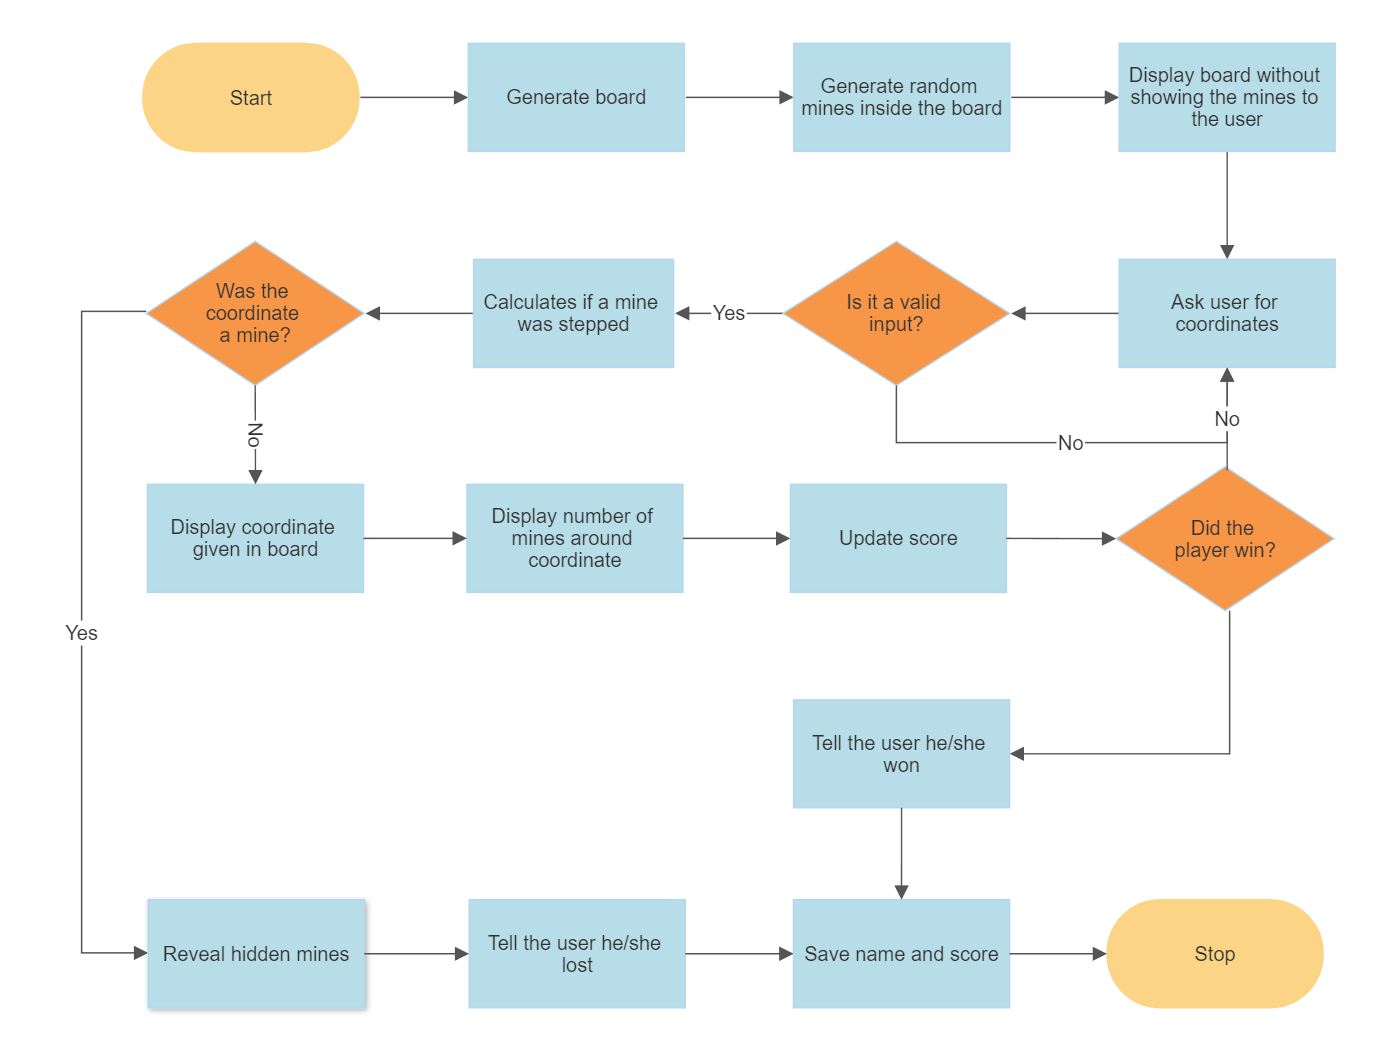 Start
Generate board
Generate random
mines inside the board
Display board without
showing the mines to
the user
Ask user for
coordinates
Is it a valid
input?
Yes
No
Calculates if a mine
was stepped
Was the
coordinate
a mine?
No
Yes
Display coordinate
given in board
Display number of
mines around
coordinate
Update score
Did the
player win?
No
Tell the user he/she
won
Reveal hidden mines
Tell the user he/she
lost
Save name and score
Stop